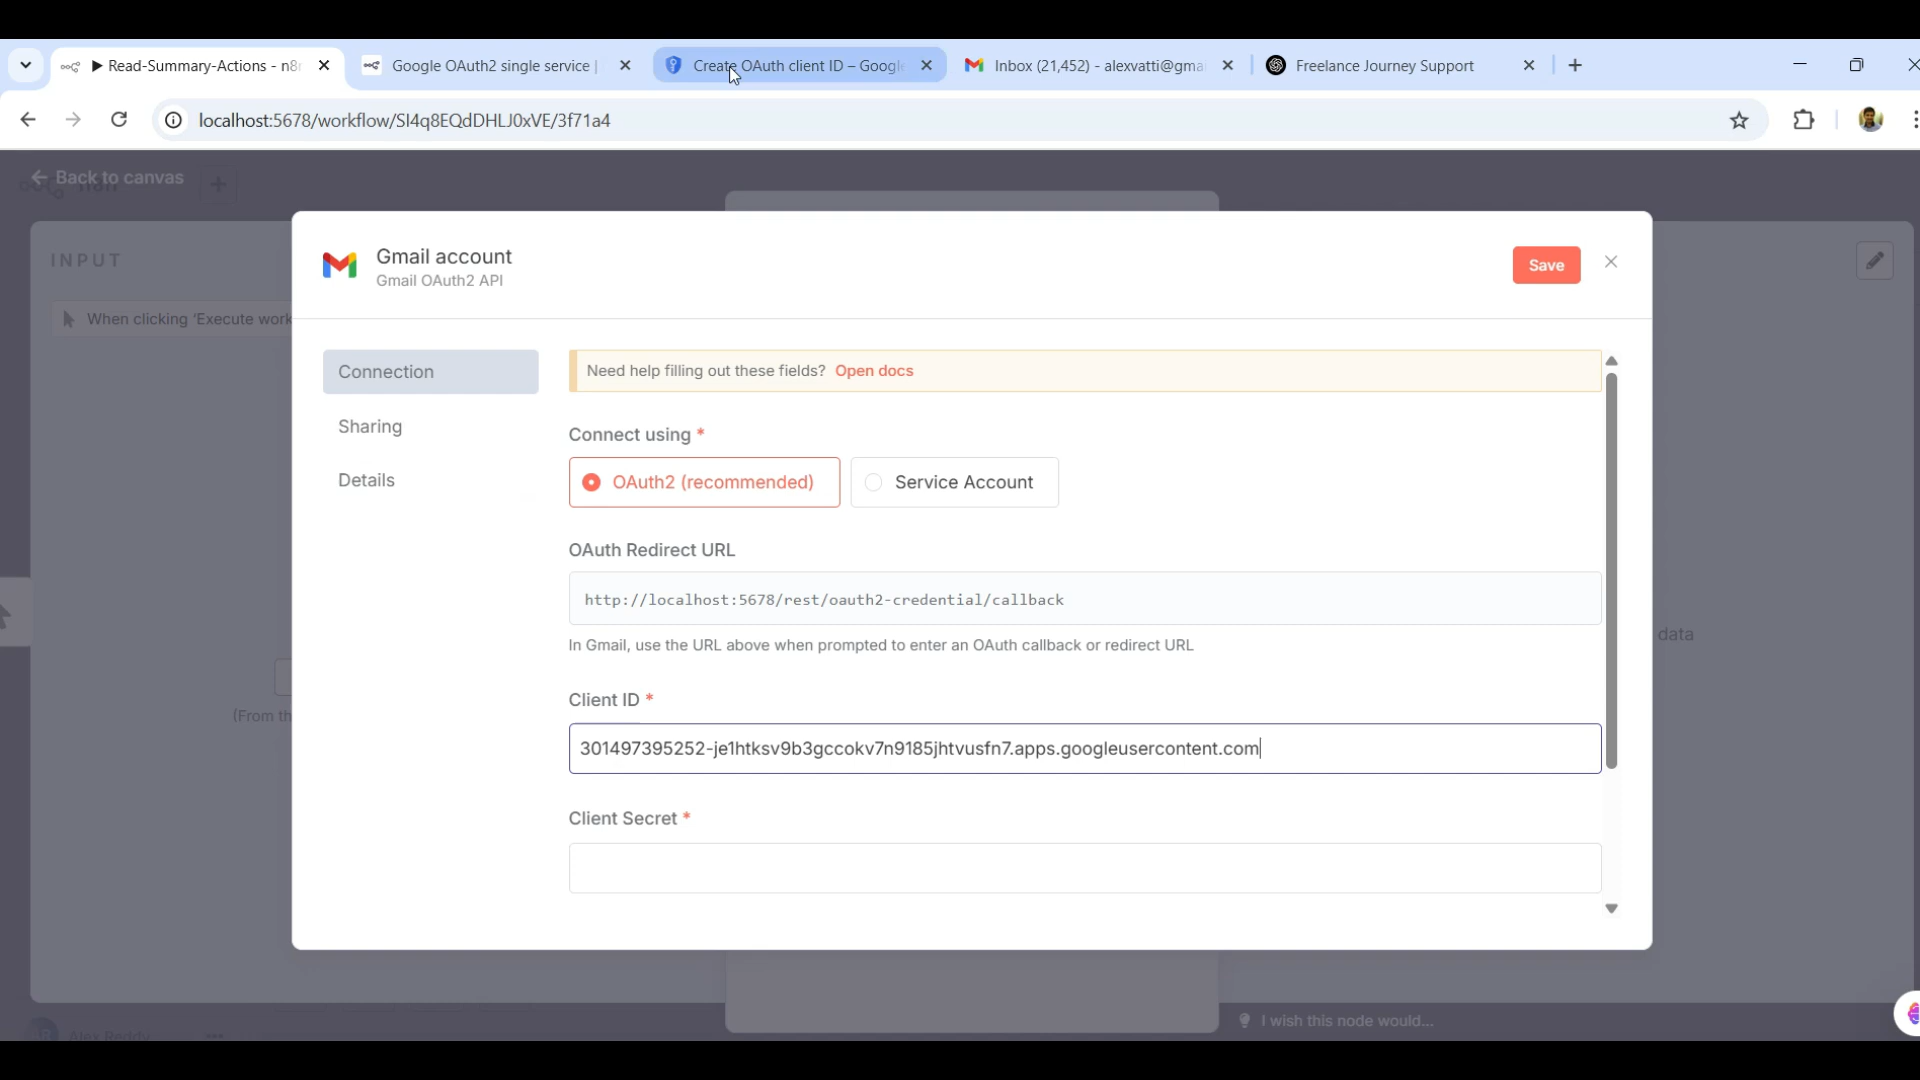 Read-Summary-Actions - n8n
Google OAuth2 single service |
Create OAuth client ID – Google
Inbox (21,452) - alexvatti@gma
Freelance Journey Support
localhost:5678/workflow/SI4q8EQdDHLJ0xVE/3f71a4
Back to canvas
INPUT
When clicking ‘Execute work
(From th
Gmail account
Gmail OAuth2 API
Save
Connection
Sharing
Details
Need help filling out these fields? Open docs
Connect using *
OAuth2 (recommended)
Service Account
OAuth Redirect URL
http://localhost:5678/rest/oauth2-credential/callback
In Gmail, use the URL above when prompted to enter an OAuth callback or redirect URL
Client ID *
301497395252-je1htksv9b3gccokv7n9185jhtvusfn7.apps.googleusercontent.com
Client Secret *
data
Alex Reddy
I wish this node would...